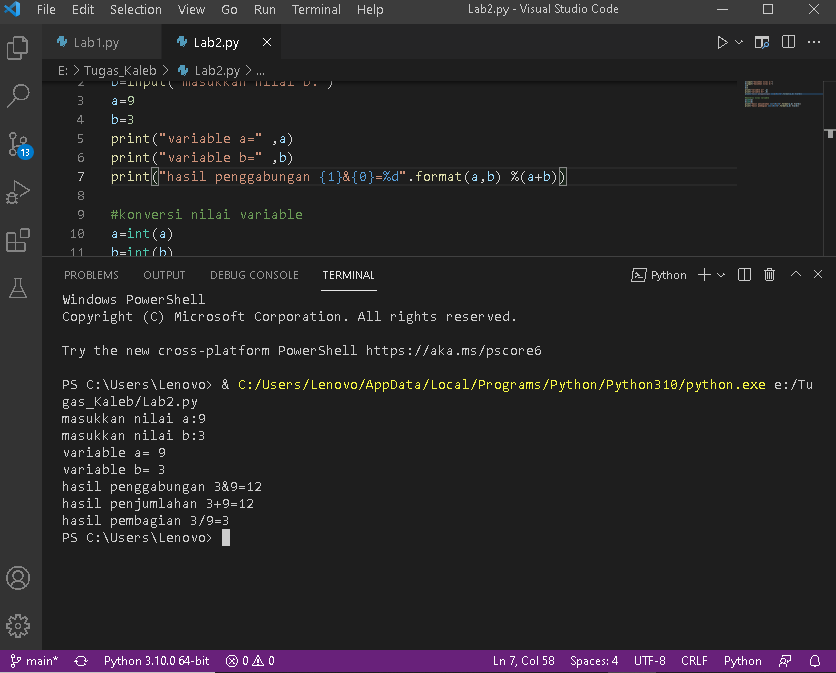 File Edit Selection View Go Run Terminal Help Lab2.py - Visual Studio Code
Lab1.py Lab2.py
E: > Tugas_Kaleb > Lab2.py > ...
2 b=input("masukkan nilai b:")
3 a=9
4 b=3
5 print("variable a=" ,a)
6 print("variable b=" ,b)
7 print("hasil penggabungan {1}&{0}=%d".format(a,b) %(a+b))
8
9 #konversi nilai variable
10 a=int(a)
11 b=int(b)
PROBLEMS OUTPUT DEBUG CONSOLE TERMINAL Python
Windows PowerShell
Copyright (C) Microsoft Corporation. All rights reserved.
Try the new cross-platform PowerShell https://aka.ms/pscore6
PS C:\Users\Lenovo> & C:/Users/Lenovo/AppData/Local/Programs/Python/Python310/python.exe e:/Tu
gas_Kaleb/Lab2.py
masukkan nilai a:9
masukkan nilai b:3
variable a= 9
variable b= 3
hasil penggabungan 3&9=12
hasil penjumlahan 3+9=12
hasil pembagian 3/9=3
PS C:\Users\Lenovo>
13
main* Python 3.10.0 64-bit 0 0 Ln 7, Col 58 Spaces: 4 UTF-8 CRLF Python